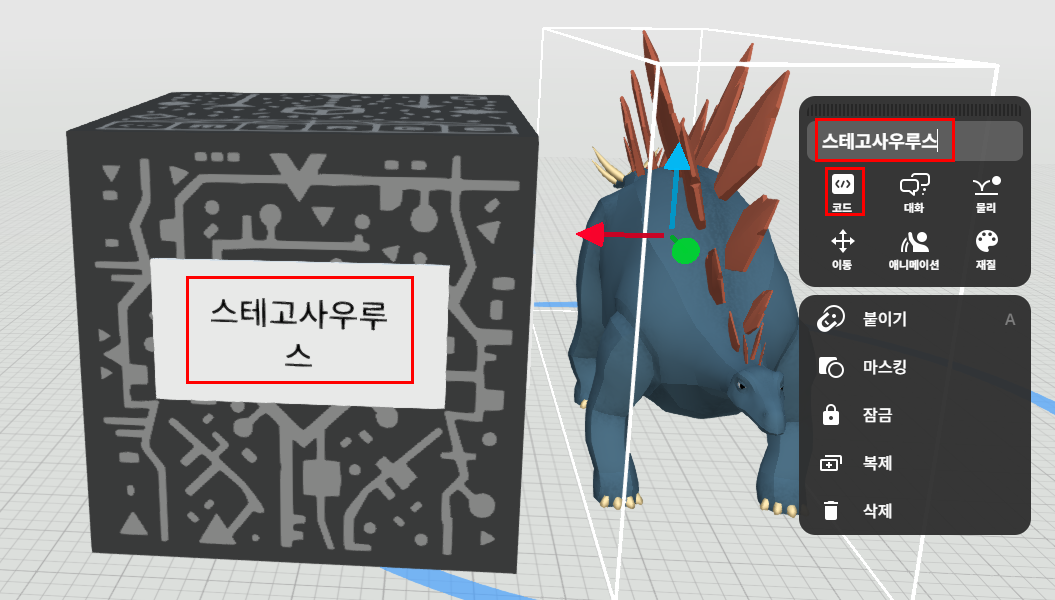 스테고사우루
스
스테고사우루스
코드
대화
물리
이동
애니메이션
재질
붙이기 A
마스킹
잠금
복제
삭제